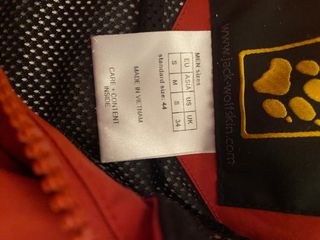 MEN sizes
EU ASIA US UK
S M S 34
standard size: 44
MADE IN VIETNAM
CARE + CONTENT
INSIDE
www.jack-wolfskin.com